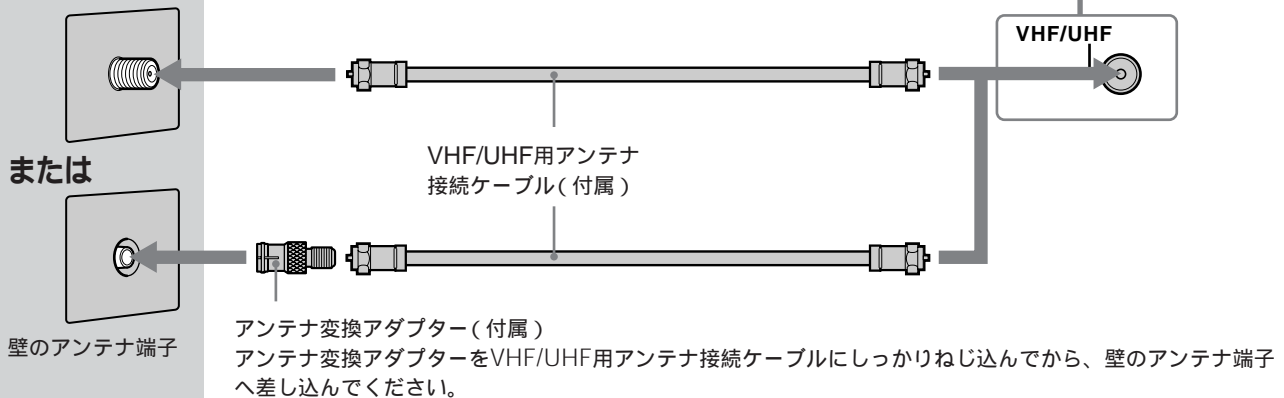 VHF/UHF
VHF/UHF用アンテナ
接続ケーブル(付属)
または
アンテナ変換アダプター(付属)
アンテナ変換アダプターをVHF/UHF用アンテナ接続ケーブルにしっかりねじ込んでから、壁のアンテナ端子
へ差し込んでください。
壁のアンテナ端子